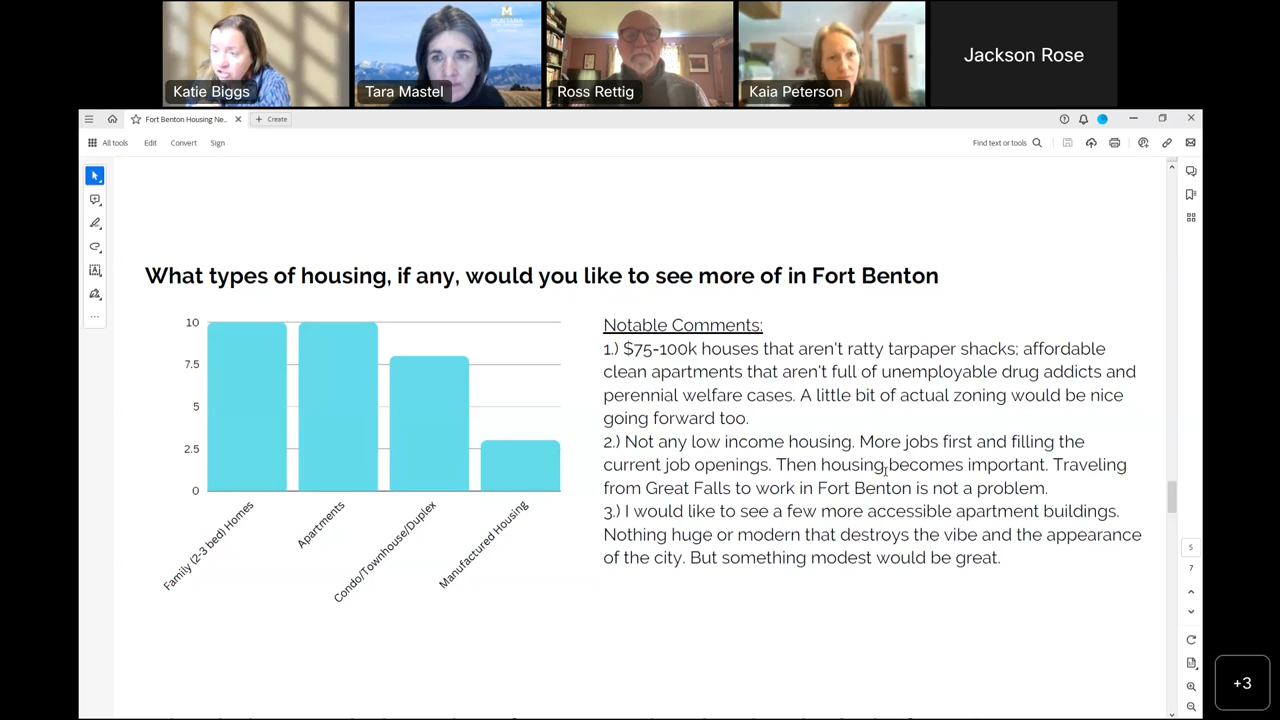 Katie Biggs
Tara Mastel
Ross Rettig
Kaia Peterson
Jackson Rose
MONTANA
Fort Benton Housing Ne..
Create
All tools
Edit
Convert
Sign
Find text or tools
What types of housing, if any, would you like to see more of in Fort Benton
10
7.5
5
2.5
0
Family (2-3 bed) Homes
Apartments
Condo/Townhouse/Duplex
Manufactured Housing
Notable Comments:
1.) $75-100k houses that aren't ratty tarpaper shacks; affordable
clean apartments that aren't full of unemployable drug addicts and
perennial welfare cases. A little bit of actual zoning would be nice
going forward too.
2.) Not any low income housing. More jobs first and filling the
current job openings. Then housing becomes important. Traveling
from Great Falls to work in Fort Benton is not a problem.
3.) I would like to see a few more accessible apartment buildings.
Nothing huge or modern that destroys the vibe and the appearance
of the city. But something modest would be great.
5
7
+3